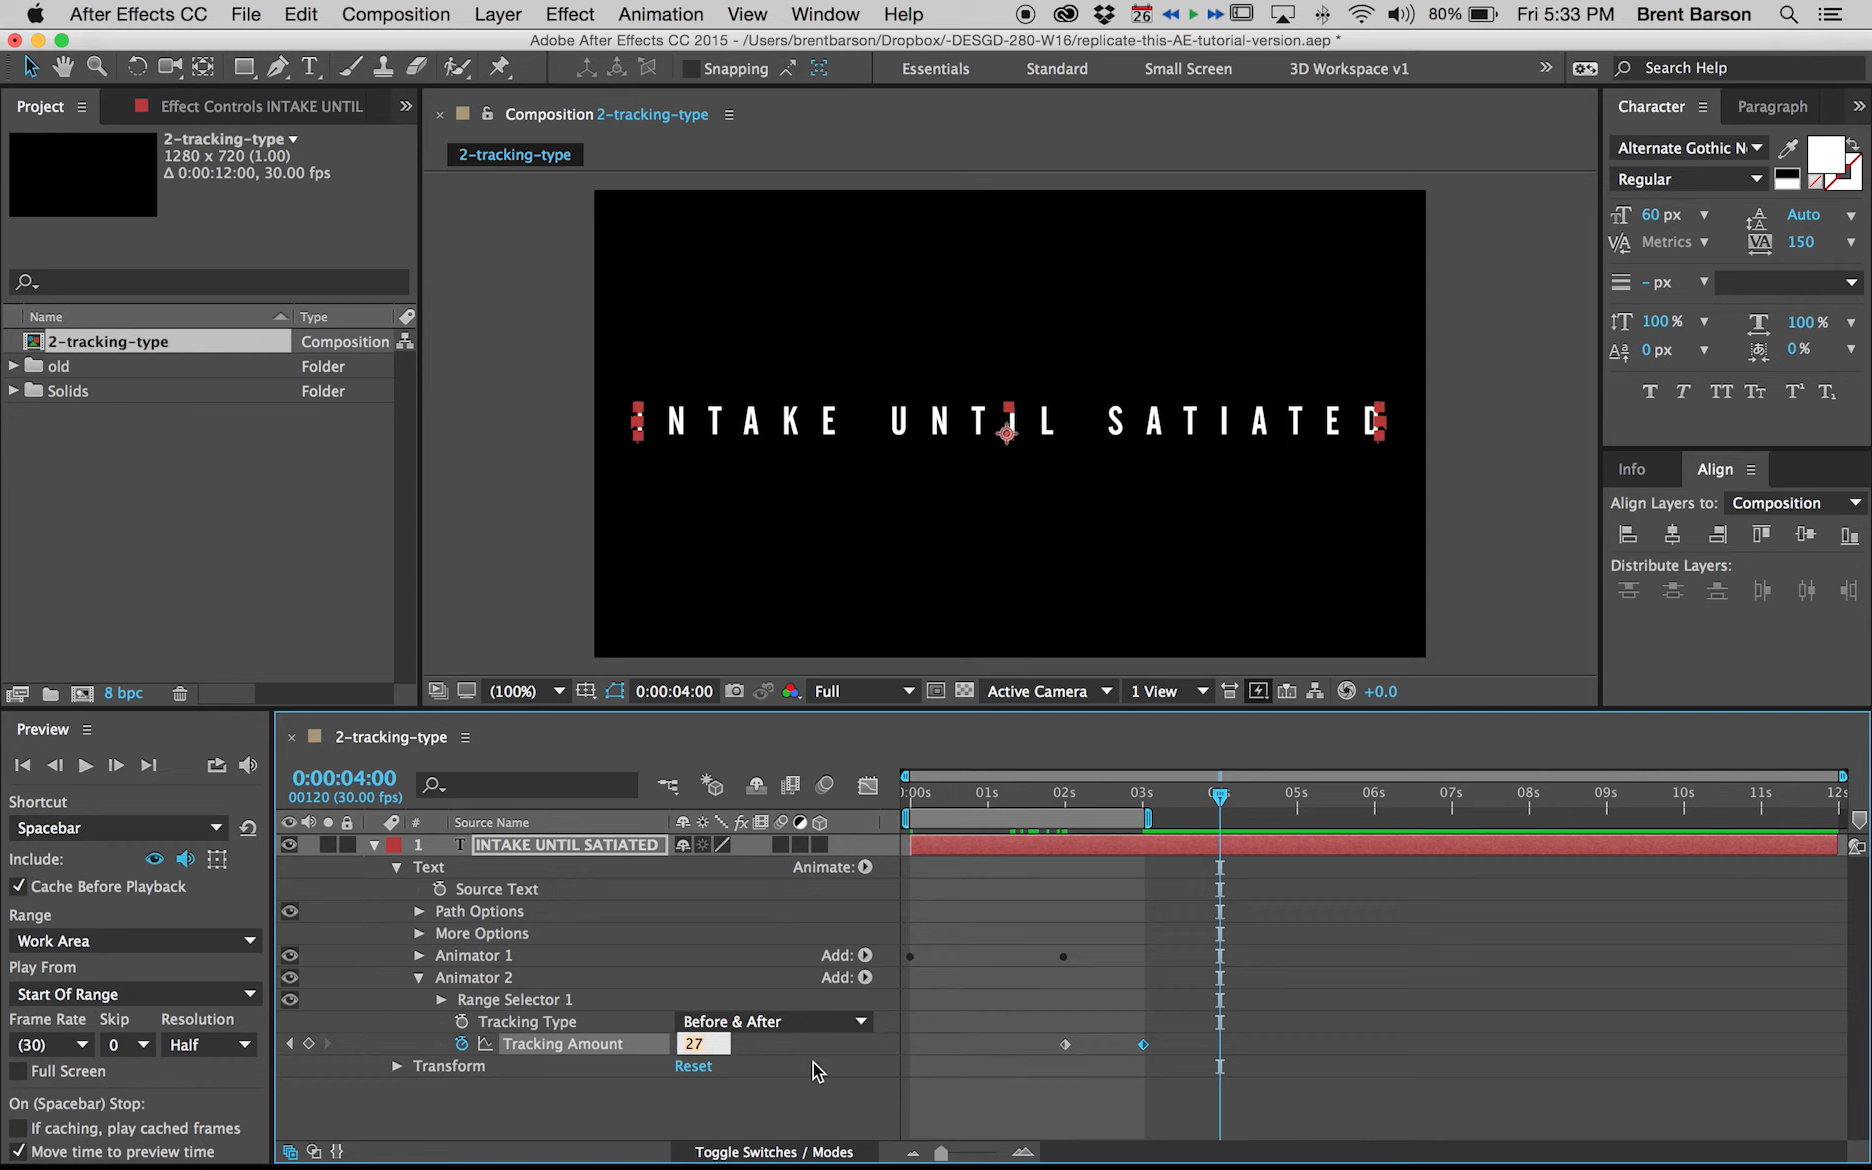 After Effects CC File Edit Composition Layer Effect Animation View Window Help 26 80% Fri 5:33 PM Brent Barson
Adobe After Effects CC 2015 - /Users/brentbarson/Dropbox/-DESGD-280-W16/replicate-this-AE-tutorial-version.aep *
Snapping Essentials Standard Small Screen 3D Workspace v1 Search Help
Project Effect Controls INTAKE UNTIL
2-tracking-type
1280 x 720 (1.00)
Δ 0:00:12:00, 30.00 fps
Name Type
2-tracking-type Composition
old Folder
Solids Folder
8 bpc
Composition 2-tracking-type
2-tracking-type
INTAKE UNTIL SATIATED
(100%) 0:00:04:00 Full Active Camera 1 View +0.0
Character Paragraph
Alternate Gothic N
Regular
60 px Auto
Metrics 150
- px
100 % 100 %
0 px 0 %
T T TT Tт T¹ T₁
Info Align
Align Layers to: Composition
Distribute Layers:
Preview
Shortcut
Spacebar
Include:
Cache Before Playback
Range
Work Area
Play From
Start Of Range
Frame Rate Skip Resolution
(30) 0 Half
Full Screen
On (Spacebar) Stop:
If caching, play cached frames
Move time to preview time
2-tracking-type
0:00:04:00
00120 (30.00 fps)
):00s 01s 02s 03s 05s 06s 07s 08s 09s 10s 11s 12s
# Source Name fx
1 T INTAKE UNTIL SATIATED
Text Animate:
Source Text
Path Options
More Options
Animator 1 Add:
Animator 2 Add:
Range Selector 1
Tracking Type Before & After
Tracking Amount 27
Transform Reset
Toggle Switches / Modes